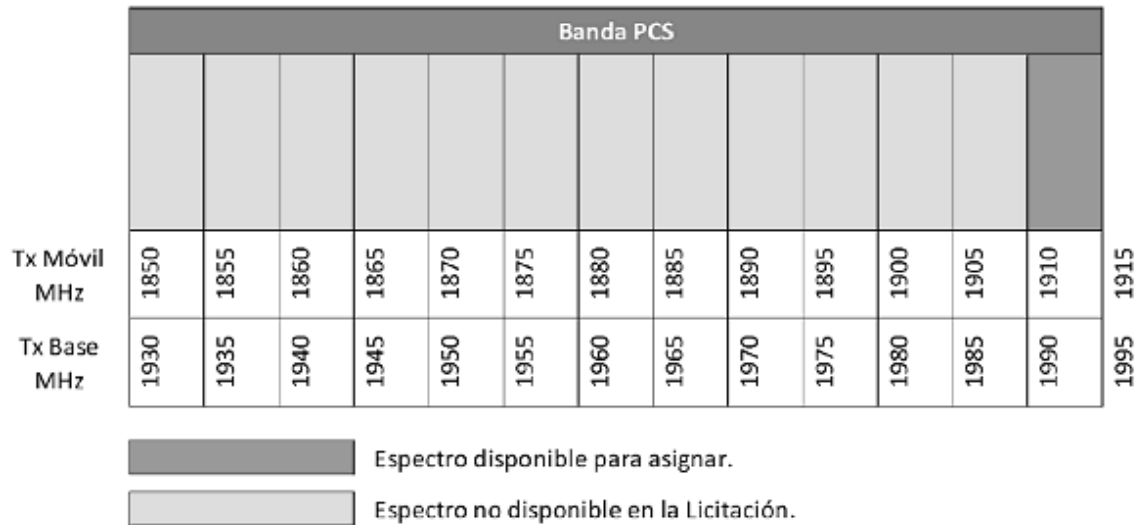 Banda PCS
Tx Móvil MHz 1850 1855 1860 1865 1870 1875 1880 1885 1890 1895 1900 1905 1910 1915
Tx Base MHz 1930 1935 1940 1945 1950 1955 1960 1965 1970 1975 1980 1985 1990 1995
Espectro disponible para asignar.
Espectro no disponible en la Licitación.